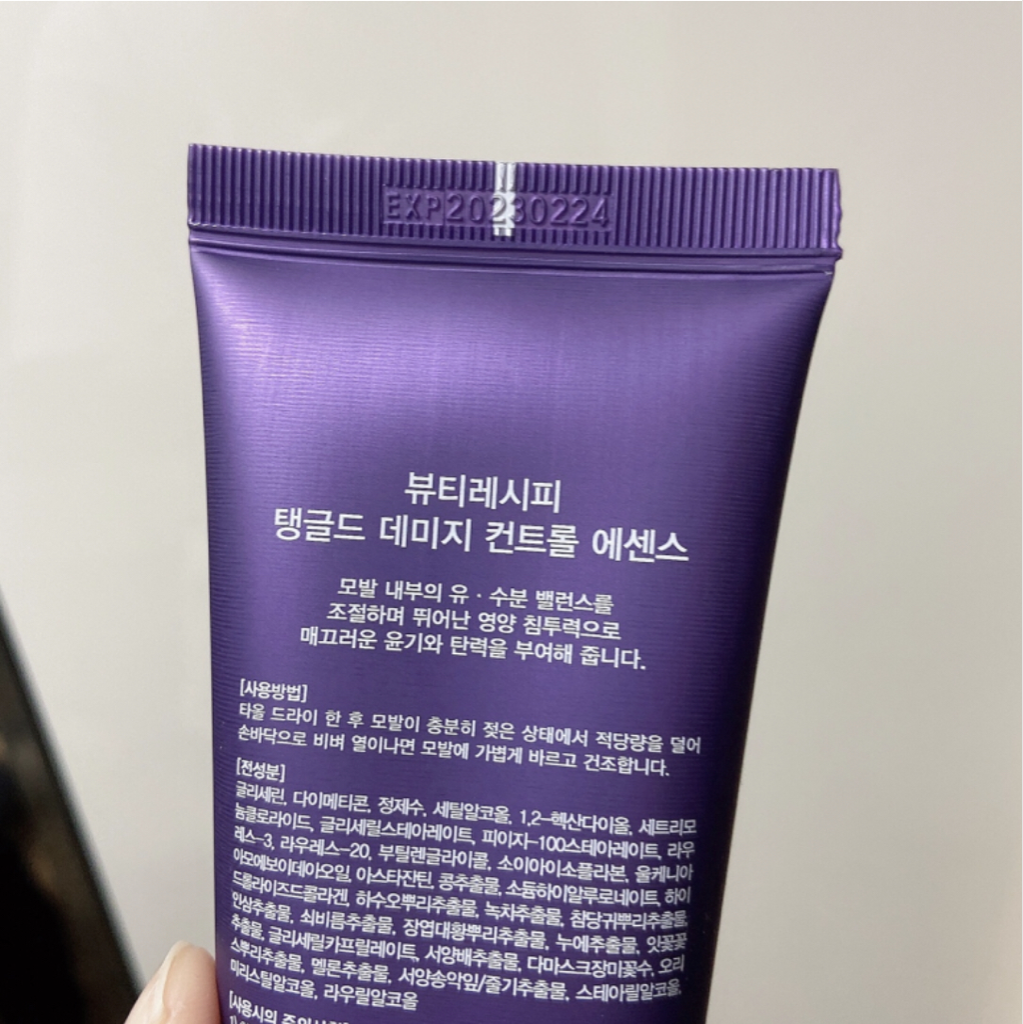 EXP20230224
뷰티레시피
탱글드 데미지 컨트롤 에센스
모발 내부의 유 · 수분 밸런스를
조절하며 뛰어난 영양 침투력으로
매끄러운 윤기와 탄력을 부여해 줍니다.
[사용방법]
타올 드라이 한 후 모발이 충분히 젖은 상태에서 적당량을 덜어
손바닥으로 비벼 열이나면 모발에 가볍게 바르고 건조합니다.
[전성분]
글리세린, 다이메티콘, 정제수, 세틸알코올, 1,2-헥산다이올, 세트리모
늄클로라이드, 글리세릴스테아레이트, 피이지-100스테아레이트, 라우
레스-3, 라우레스-20, 부틸렌글라이콜, 소이아이소플라본, 울케니아
아모에보이데아오일, 아스타잔틴, 콩추출물, 소듐하이알루로네이트, 하이
드롤라이즈드콜라겐, 하수오뿌리추출물, 녹차추출물, 참당귀뿌리추출물,
인삼추출물, 쇠비름추출물, 장엽대황뿌리추출물, 누에추출물, 잇꽃꽃
추출물, 글리세릴카프릴레이트, 서양배추출물, 다마스크장미꽃수, 오리
스뿌리추출물, 멜론추출물, 서양송악잎/줄기추출물, 스테아릴알코올,
미리스틸알코올, 라우릴알코올